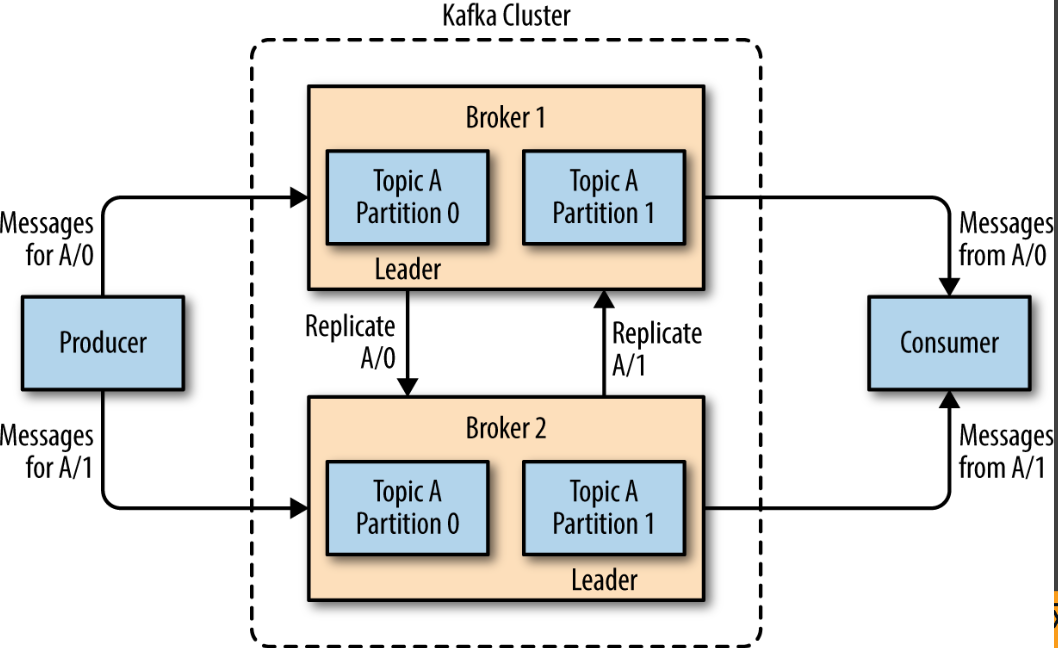 Kafka Cluster
Broker 1
Topic A
Partition 0
Topic A
Partition 1
Leader
Messages
for A/0
Messages
from A/0
Producer
Replicate
A/0
Replicate
A/1
Consumer
Broker 2
Messages
for A/1
Messages
from A/1
Topic A
Partition 0
Topic A
Partition 1
Leader